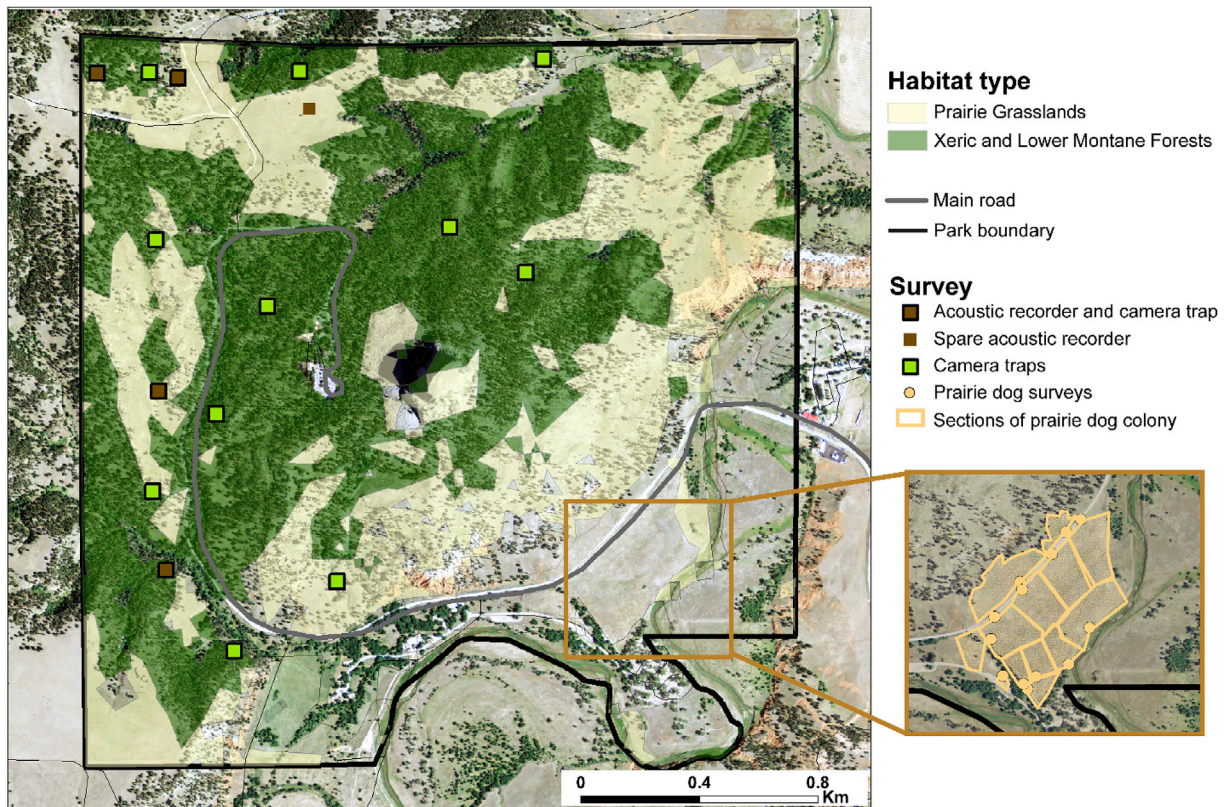 Habitat type
Prairie Grasslands
Xeric and Lower Montane Forests
Main road
Park boundary
Survey
Acoustic recorder and camera trap
Spare acoustic recorder
Camera traps
Prairie dog surveys
Sections of prairie dog colony
0 0.4 0.8
Km